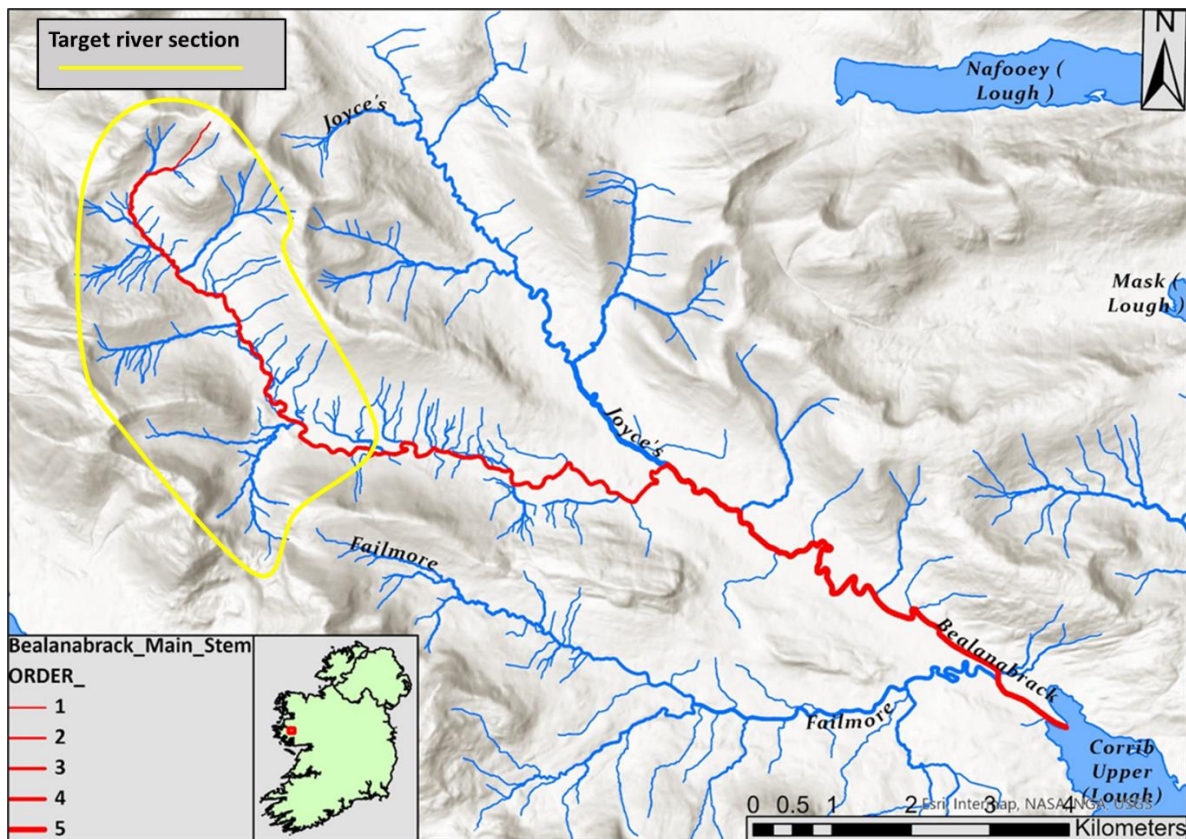 Target river section
N
Nafooey (
Lough )
Joyce's
Mask (
Lough )
Joyce's
Failmore
Bealanabrack
Failmore
Corrib
Upper
(Lough)
Bealanabrack_Main_Stem
ORDER_
1
2
3
4
5
Esri, Intermap, NASA, NGA, USGS
0 0.5 1 2 3 4
Kilometers